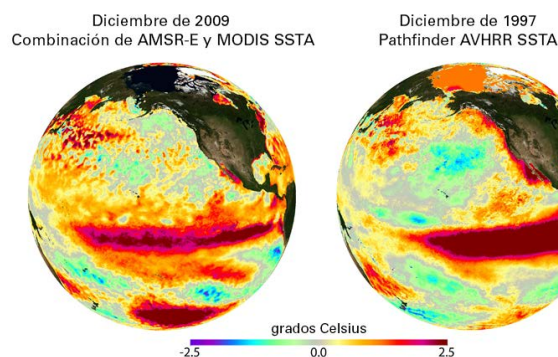 Diciembre de 2009
Combinación de AMSR-E y MODIS SSTA
Diciembre de 1997
Pathfinder AVHRR SSTA
grados Celsius
-2.5 0.0 2.5